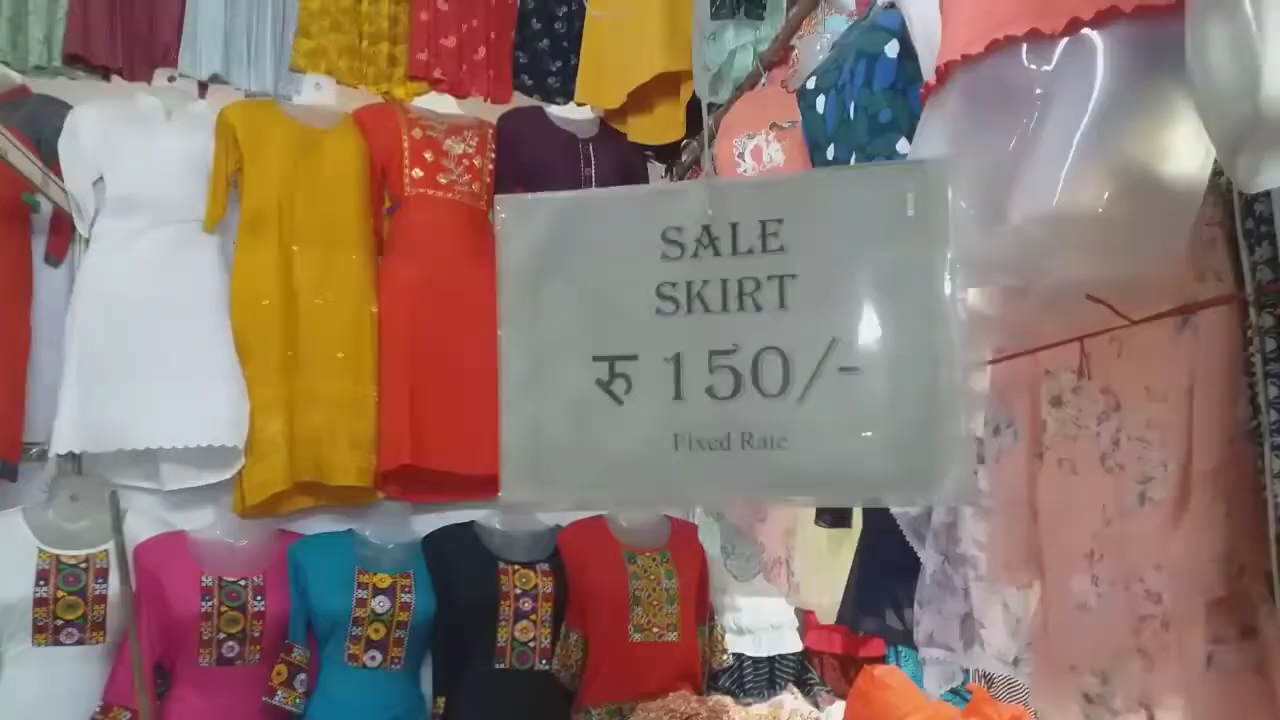 SALE
SKIRT
रु 150/-
Fixed Rate